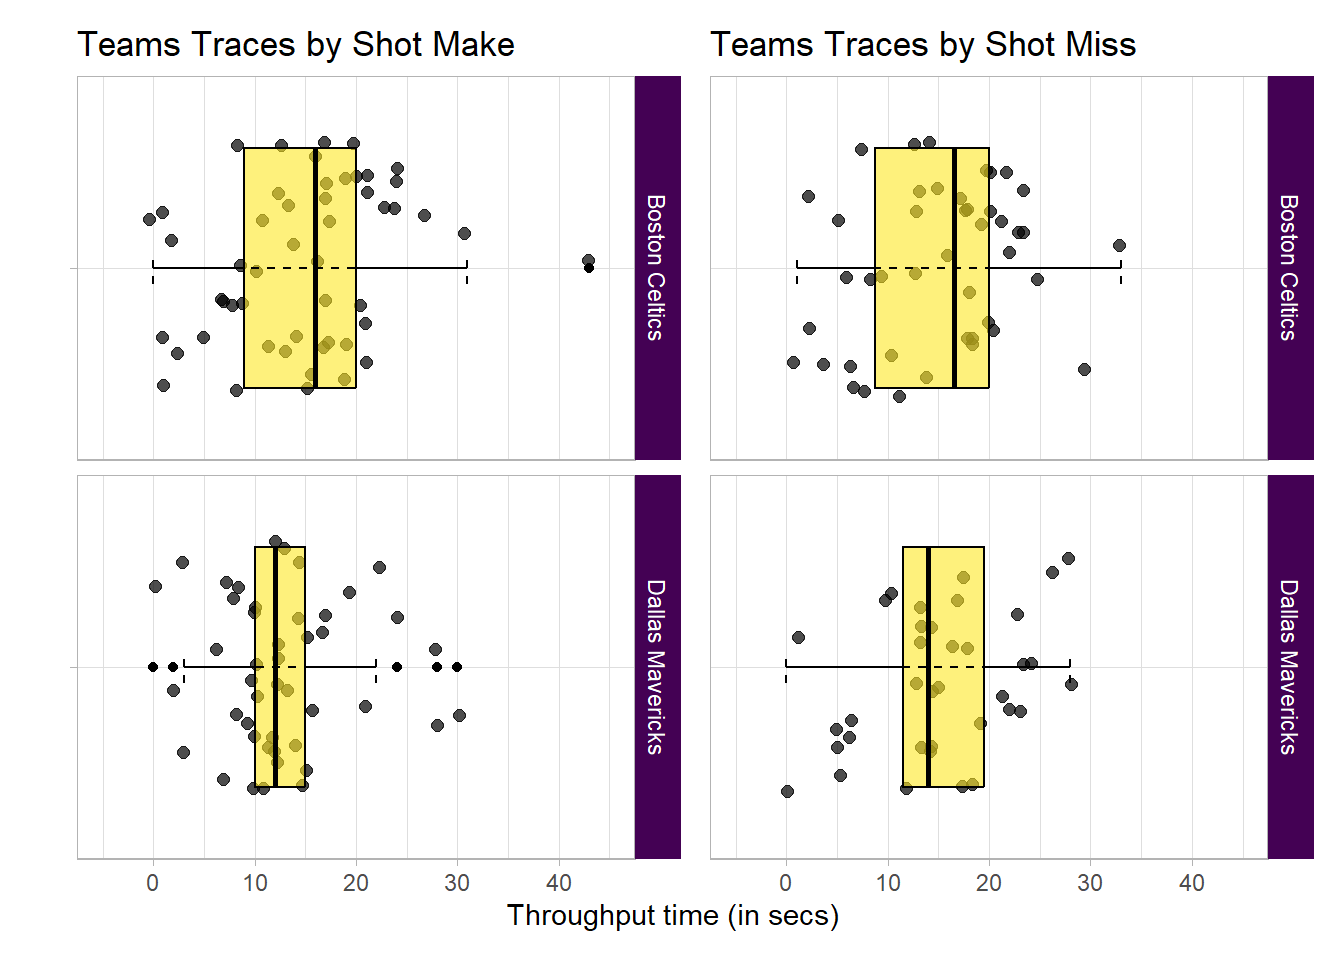 Teams Traces by Shot Make
Teams Traces by Shot Miss
Boston Celtics
Boston Celtics
Dallas Mavericks
Dallas Mavericks
0 10 20 30 40
0 10 20 30 40
Throughput time (in secs)